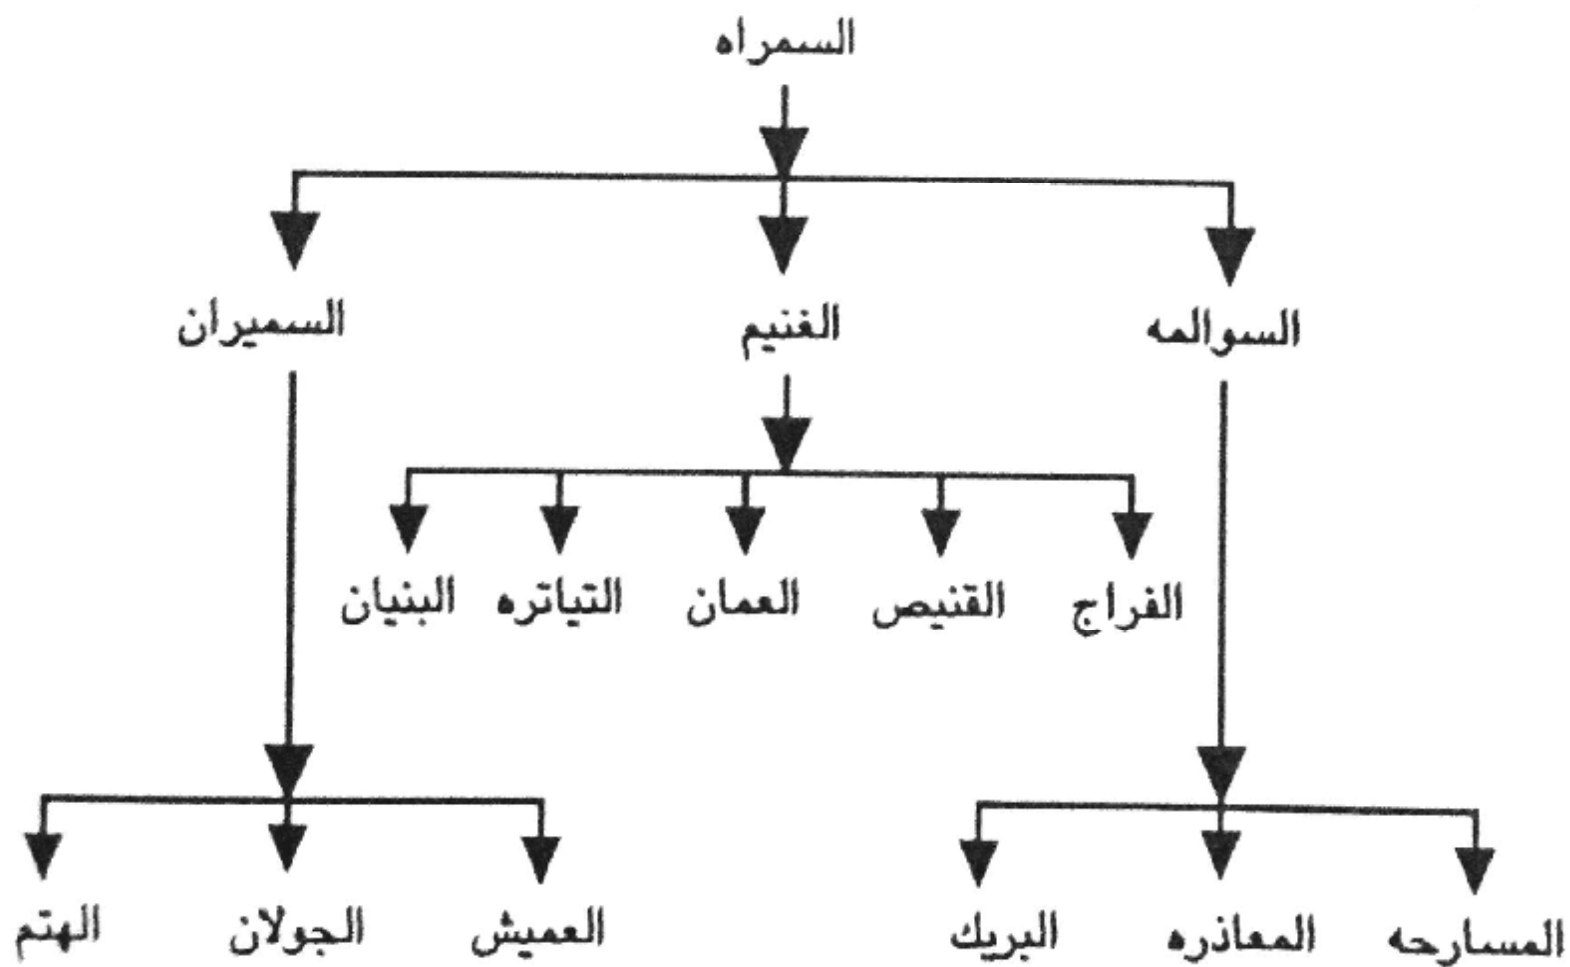 السمراه
السوالمه الغنيم السميران
الفراج القنيص العمان التياتره البنيان
المسارحه المعاذره البريك العميش الجولان الهتم